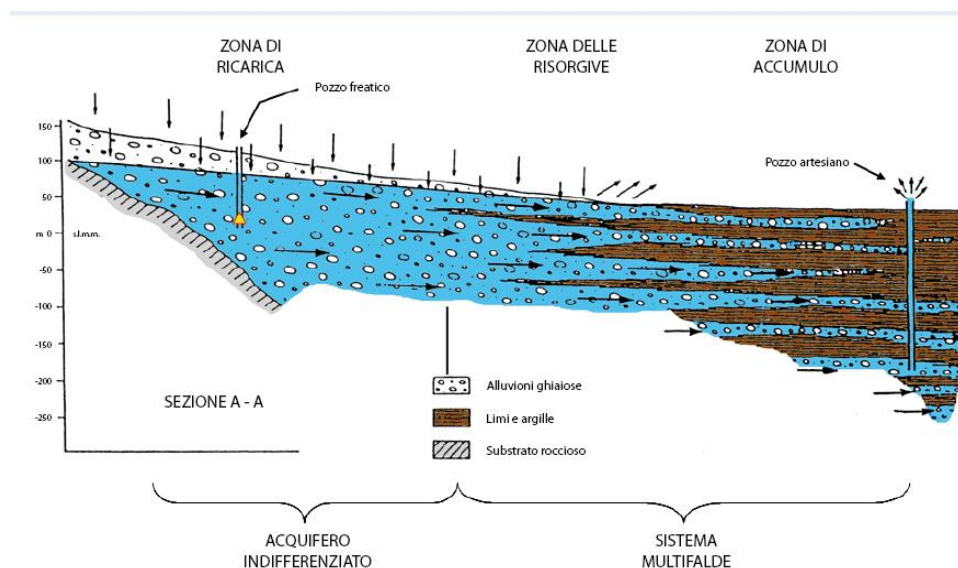 ZONA DI
RICARICA
ZONA DELLE
RISORGIVE
ZONA DI
ACCUMULO
Pozzo freatico
Pozzo artesiano
150
100
50
m 0
s.l.m.m.
-50
-100
-150
-200
-250
SEZIONE A - A
Alluvioni ghiaiose
Limi e argille
Substrato roccioso
ACQUIFERO
INDIFFERENZIATO
SISTEMA
MULTIFALDE